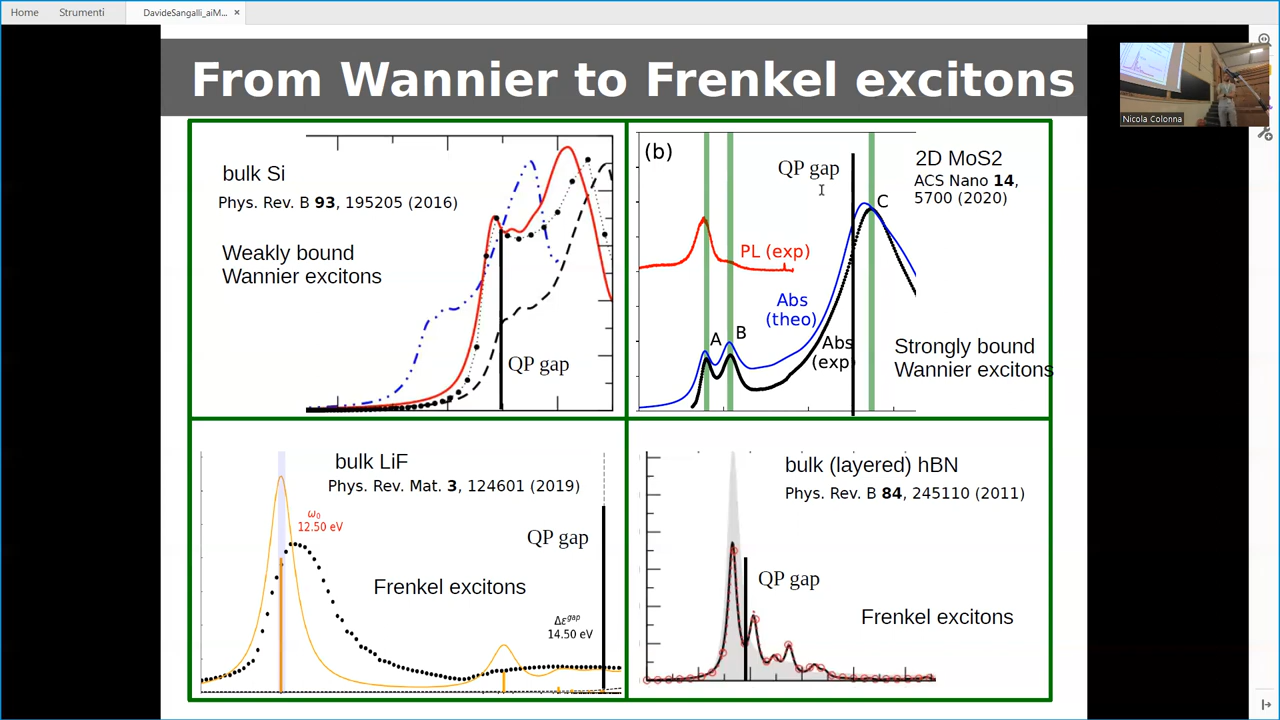 Home
Strumenti
DavideSangalli_aiM...
×
From Wannier to Frenkel excitons
Nicola Colonna
bulk Si
Phys. Rev. B 93, 195205 (2016)
Weakly bound
Wannier excitons
QP gap
(b)
QP gap
2D MoS2
ACS Nano 14,
5700 (2020)
C
PL (exp)
Abs
(theo)
A
B
Abs
(exp)
Strongly bound
Wannier excitons
bulk LiF
Phys. Rev. Mat. 3, 124601 (2019)
ω₀
12.50 eV
QP gap
Frenkel excitons
Δε^gap
14.50 eV
bulk (layered) hBN
Phys. Rev. B 84, 245110 (2011)
QP gap
Frenkel excitons